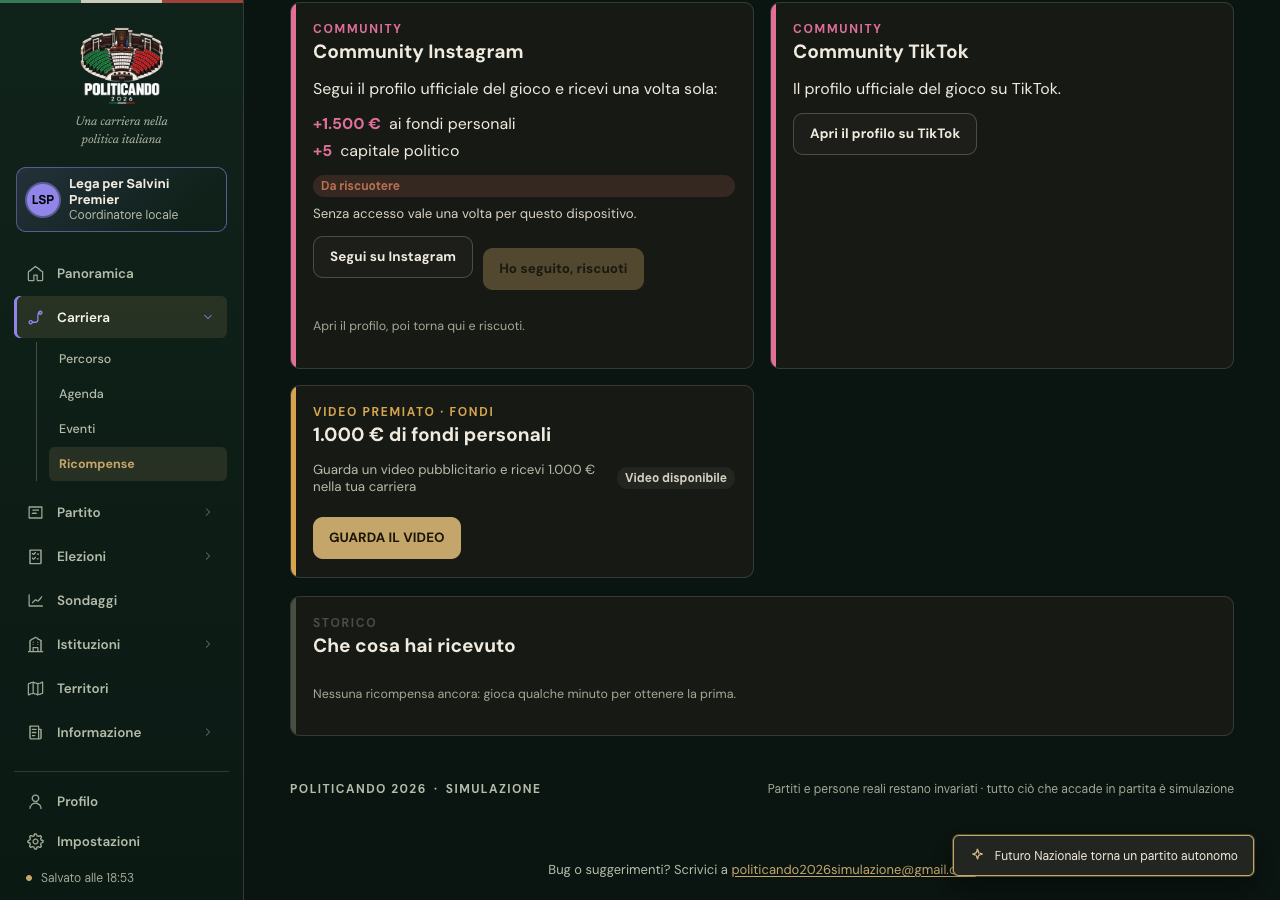 POLITICANDO
2026
Una carriera nella
politica italiana
LSP
Lega per Salvini
Premier
Coordinatore locale
Panoramica
Carriera
Percorso
Agenda
Eventi
Ricompense
Partito
Elezioni
Sondaggi
Istituzioni
Territori
Informazione
Profilo
Impostazioni
Salvato alle 18:53
COMMUNITY
Community Instagram
Segui il profilo ufficiale del gioco e ricevi una volta sola:
+1.500 € ai fondi personali
+5 capitale politico
Da riscuotere
Senza accesso vale una volta per questo dispositivo.
Segui su Instagram
Ho seguito, riscuoti
Apri il profilo, poi torna qui e riscuoti.
COMMUNITY
Community TikTok
Il profilo ufficiale del gioco su TikTok.
Apri il profilo su TikTok
VIDEO PREMIATO · FONDI
1.000 € di fondi personali
Guarda un video pubblicitario e ricevi 1.000 €
nella tua carriera
Video disponibile
GUARDA IL VIDEO
STORICO
Che cosa hai ricevuto
Nessuna ricompensa ancora: gioca qualche minuto per ottenere la prima.
POLITICANDO 2026 · SIMULAZIONE
Partiti e persone reali restano invariati · tutto ciò che accade in partita è simulazione
Bug o suggerimenti? Scrivici a politicando2026simulazione@gmail.
Futuro Nazionale torna un partito autonomo